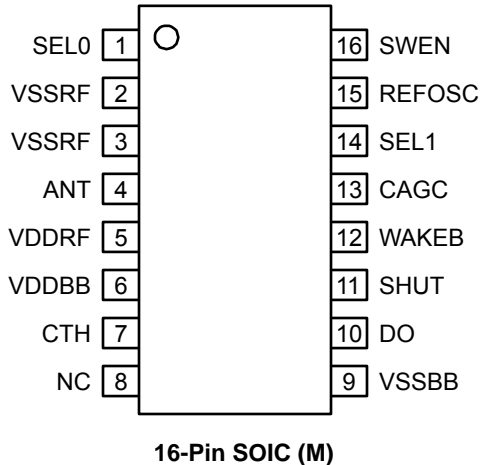 SEL0 1 16 SWEN
VSSRF 2 15 REFOSC
VSSRF 3 14 SEL1
ANT 4 13 CAGC
VDDRF 5 12 WAKEB
VDDBB 6 11 SHUT
CTH 7 10 DO
NC 8 9 VSSBB
16-Pin SOIC (M)